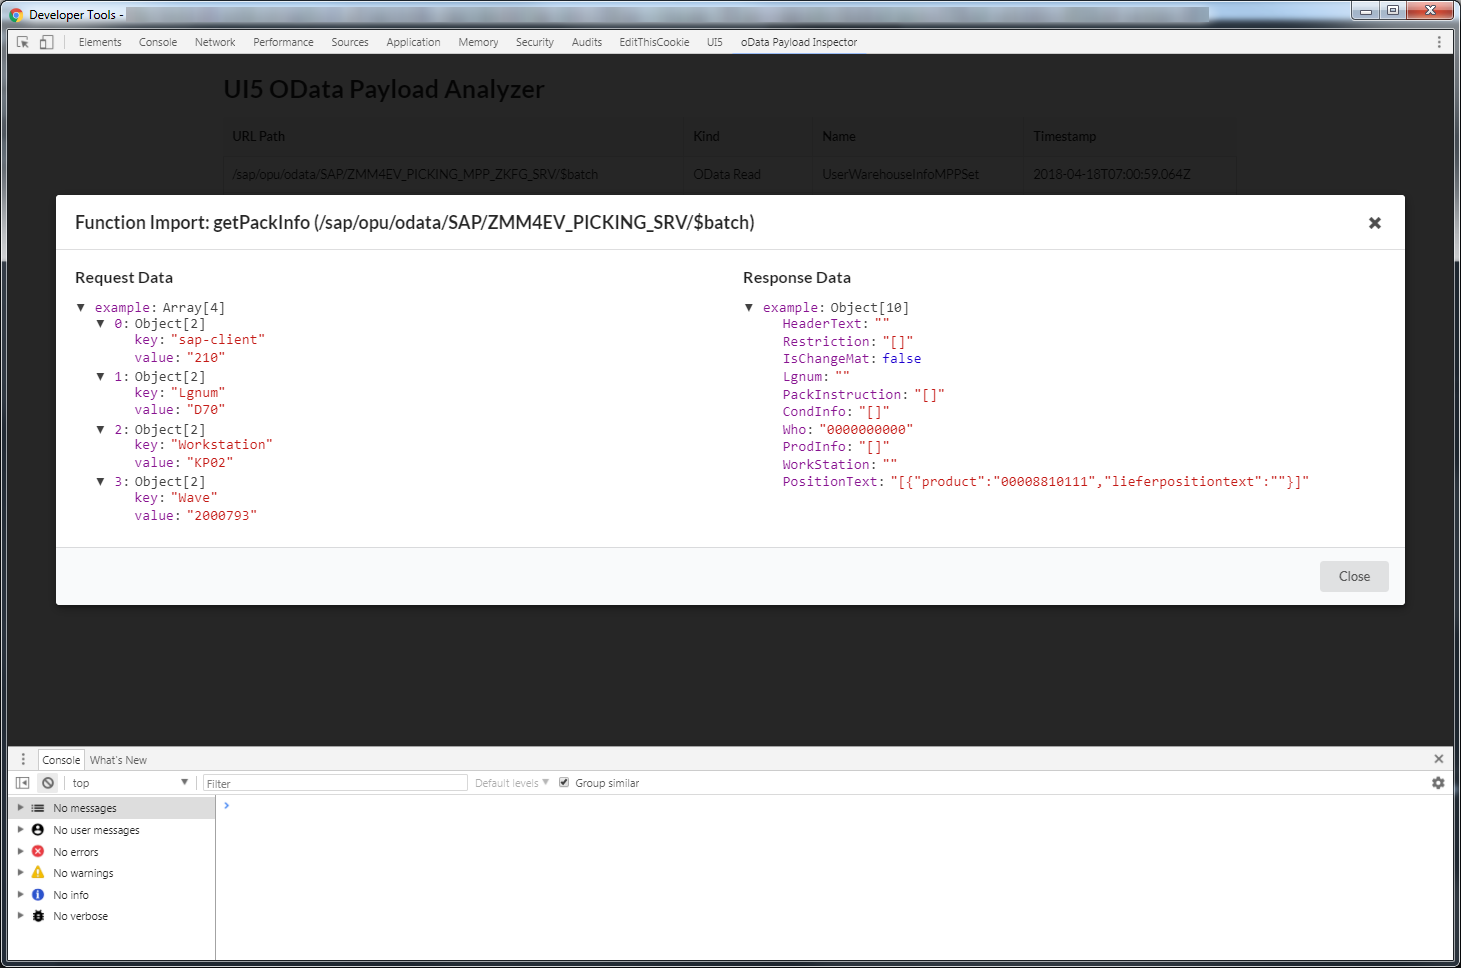 Developer Tools -
Elements Console Network Performance Sources Application Memory Security Audits EditThisCookie UI5 oData Payload Inspector
UI5 OData Payload Analyzer
URL Path Kind Name Timestamp
/sap/opu/odata/SAP/ZMM4EV_PICKING_MPP_ZKFG_SRV/$batch OData Read UserWarehouseInfoMPPSet 2018-04-18T07:00:59.064Z
Function Import: getPackInfo (/sap/opu/odata/SAP/ZMM4EV_PICKING_SRV/$batch)
Request Data
example: Array[4]
0: Object[2]
key: "sap-client"
value: "210"
1: Object[2]
key: "Lgnum"
value: "D70"
2: Object[2]
key: "Workstation"
value: "KP02"
3: Object[2]
key: "Wave"
value: "2000793"
Response Data
example: Object[10]
HeaderText: ""
Restriction: "[]"
IsChangeMat: false
Lgnum: ""
PackInstruction: "[]"
CondInfo: "[]"
Who: "0000000000"
ProdInfo: "[]"
WorkStation: ""
PositionText: "[{"product":"00008810111","lieferpositiontext":""}]"
Close
Console What's New
top Filter Default levels Group similar
No messages
No user messages
No errors
No warnings
No info
No verbose